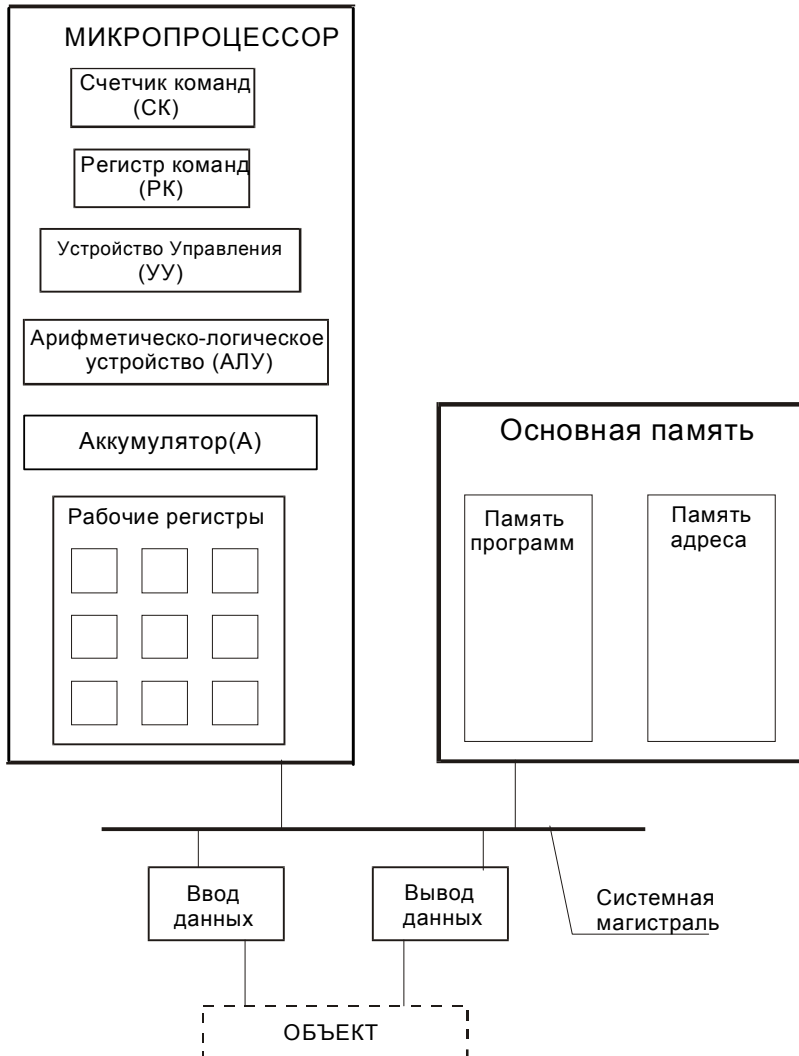 МИКРОПРОЦЕССОР
Счетчик команд
(СК)
Регистр команд
(РК)
Устройство Управления
(УУ)
Арифметическо-логическое
устройство (АЛУ)
Аккумулятор(А)
Рабочие регистры
Основная память
Память
программ
Память
адреса
Ввод
данных
Вывод
данных
Системная
магистраль
ОБЪЕКТ